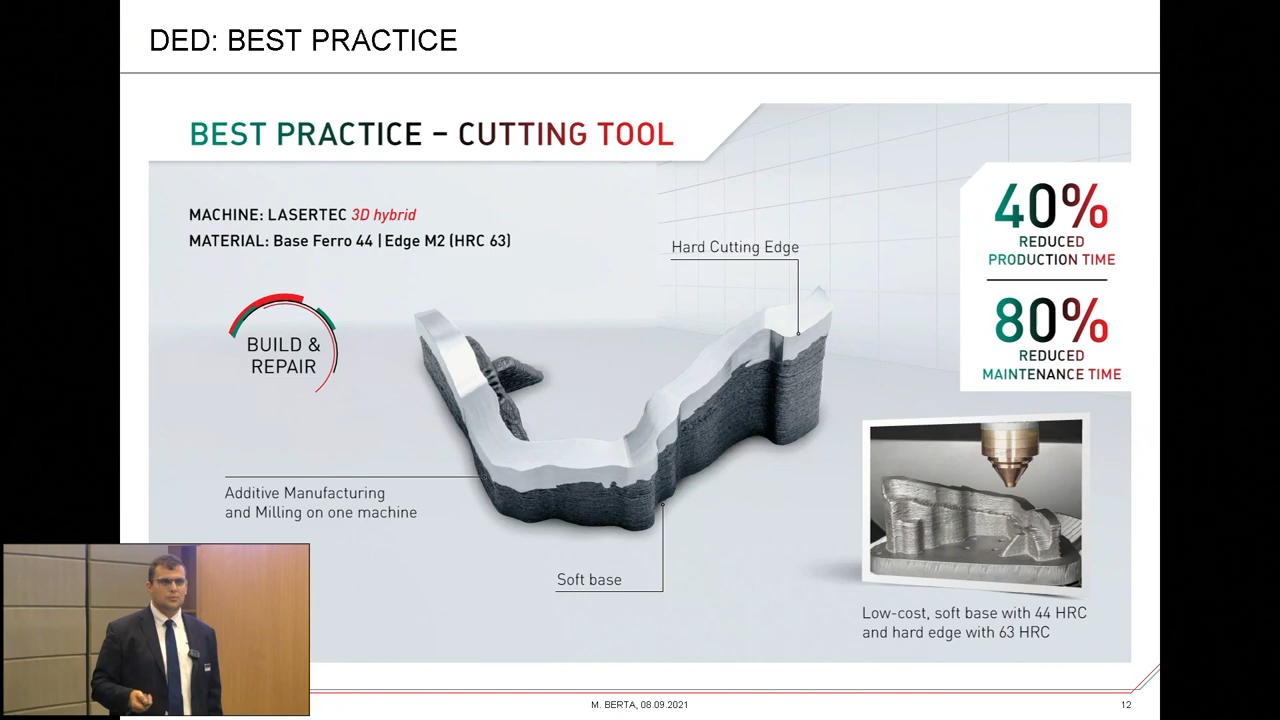 DED: BEST PRACTICE
BEST PRACTICE – CUTTING TOOL
MACHINE: LASERTEC 3D hybrid
MATERIAL: Base Ferro 44 | Edge M2 (HRC 63)
40%
REDUCED
PRODUCTION TIME
80%
REDUCED
MAINTENANCE TIME
Hard Cutting Edge
BUILD &
REPAIR
Additive Manufacturing
and Milling on one machine
Soft base
Low-cost, soft base with 44 HRC
and hard edge with 63 HRC
M. BERTA, 08.09.2021
12